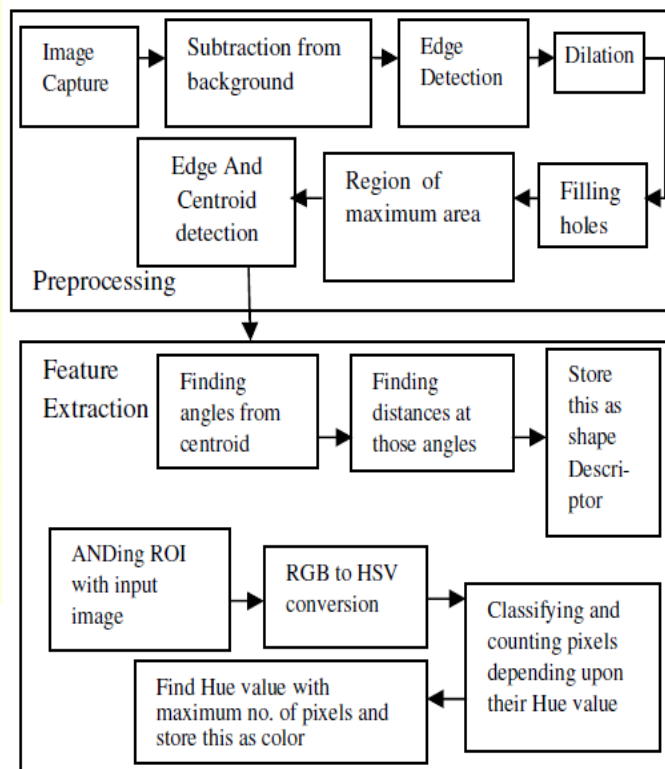 Image
Capture
Subtraction from
background
Edge
Detection
Dilation
Filling
holes
Region of
maximum area
Edge And
Centroid
detection
Preprocessing
Feature
Extraction
Finding
angles from
centroid
Finding
distances at
those angles
Store
this as
shape
Descri-
ptor
ANDing ROI
with input
image
RGB to HSV
conversion
Classifying and
counting pixels
depending upon
their Hue value
Find Hue value with
maximum no. of pixels and
store this as color